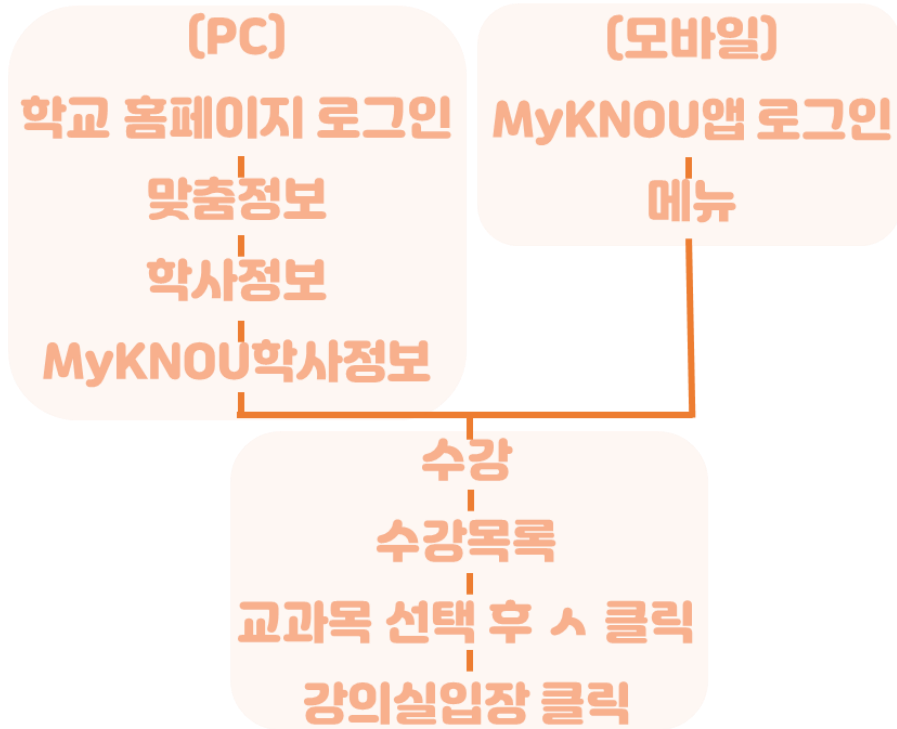 (PC)
학교 홈페이지 로그인
맞춤정보
학사정보
MyKNOU학사정보
(모바일)
MyKNOU앱 로그인
메뉴
수강
수강목록
교과목 선택 후 ㅅ 클릭
강의실입장 클릭